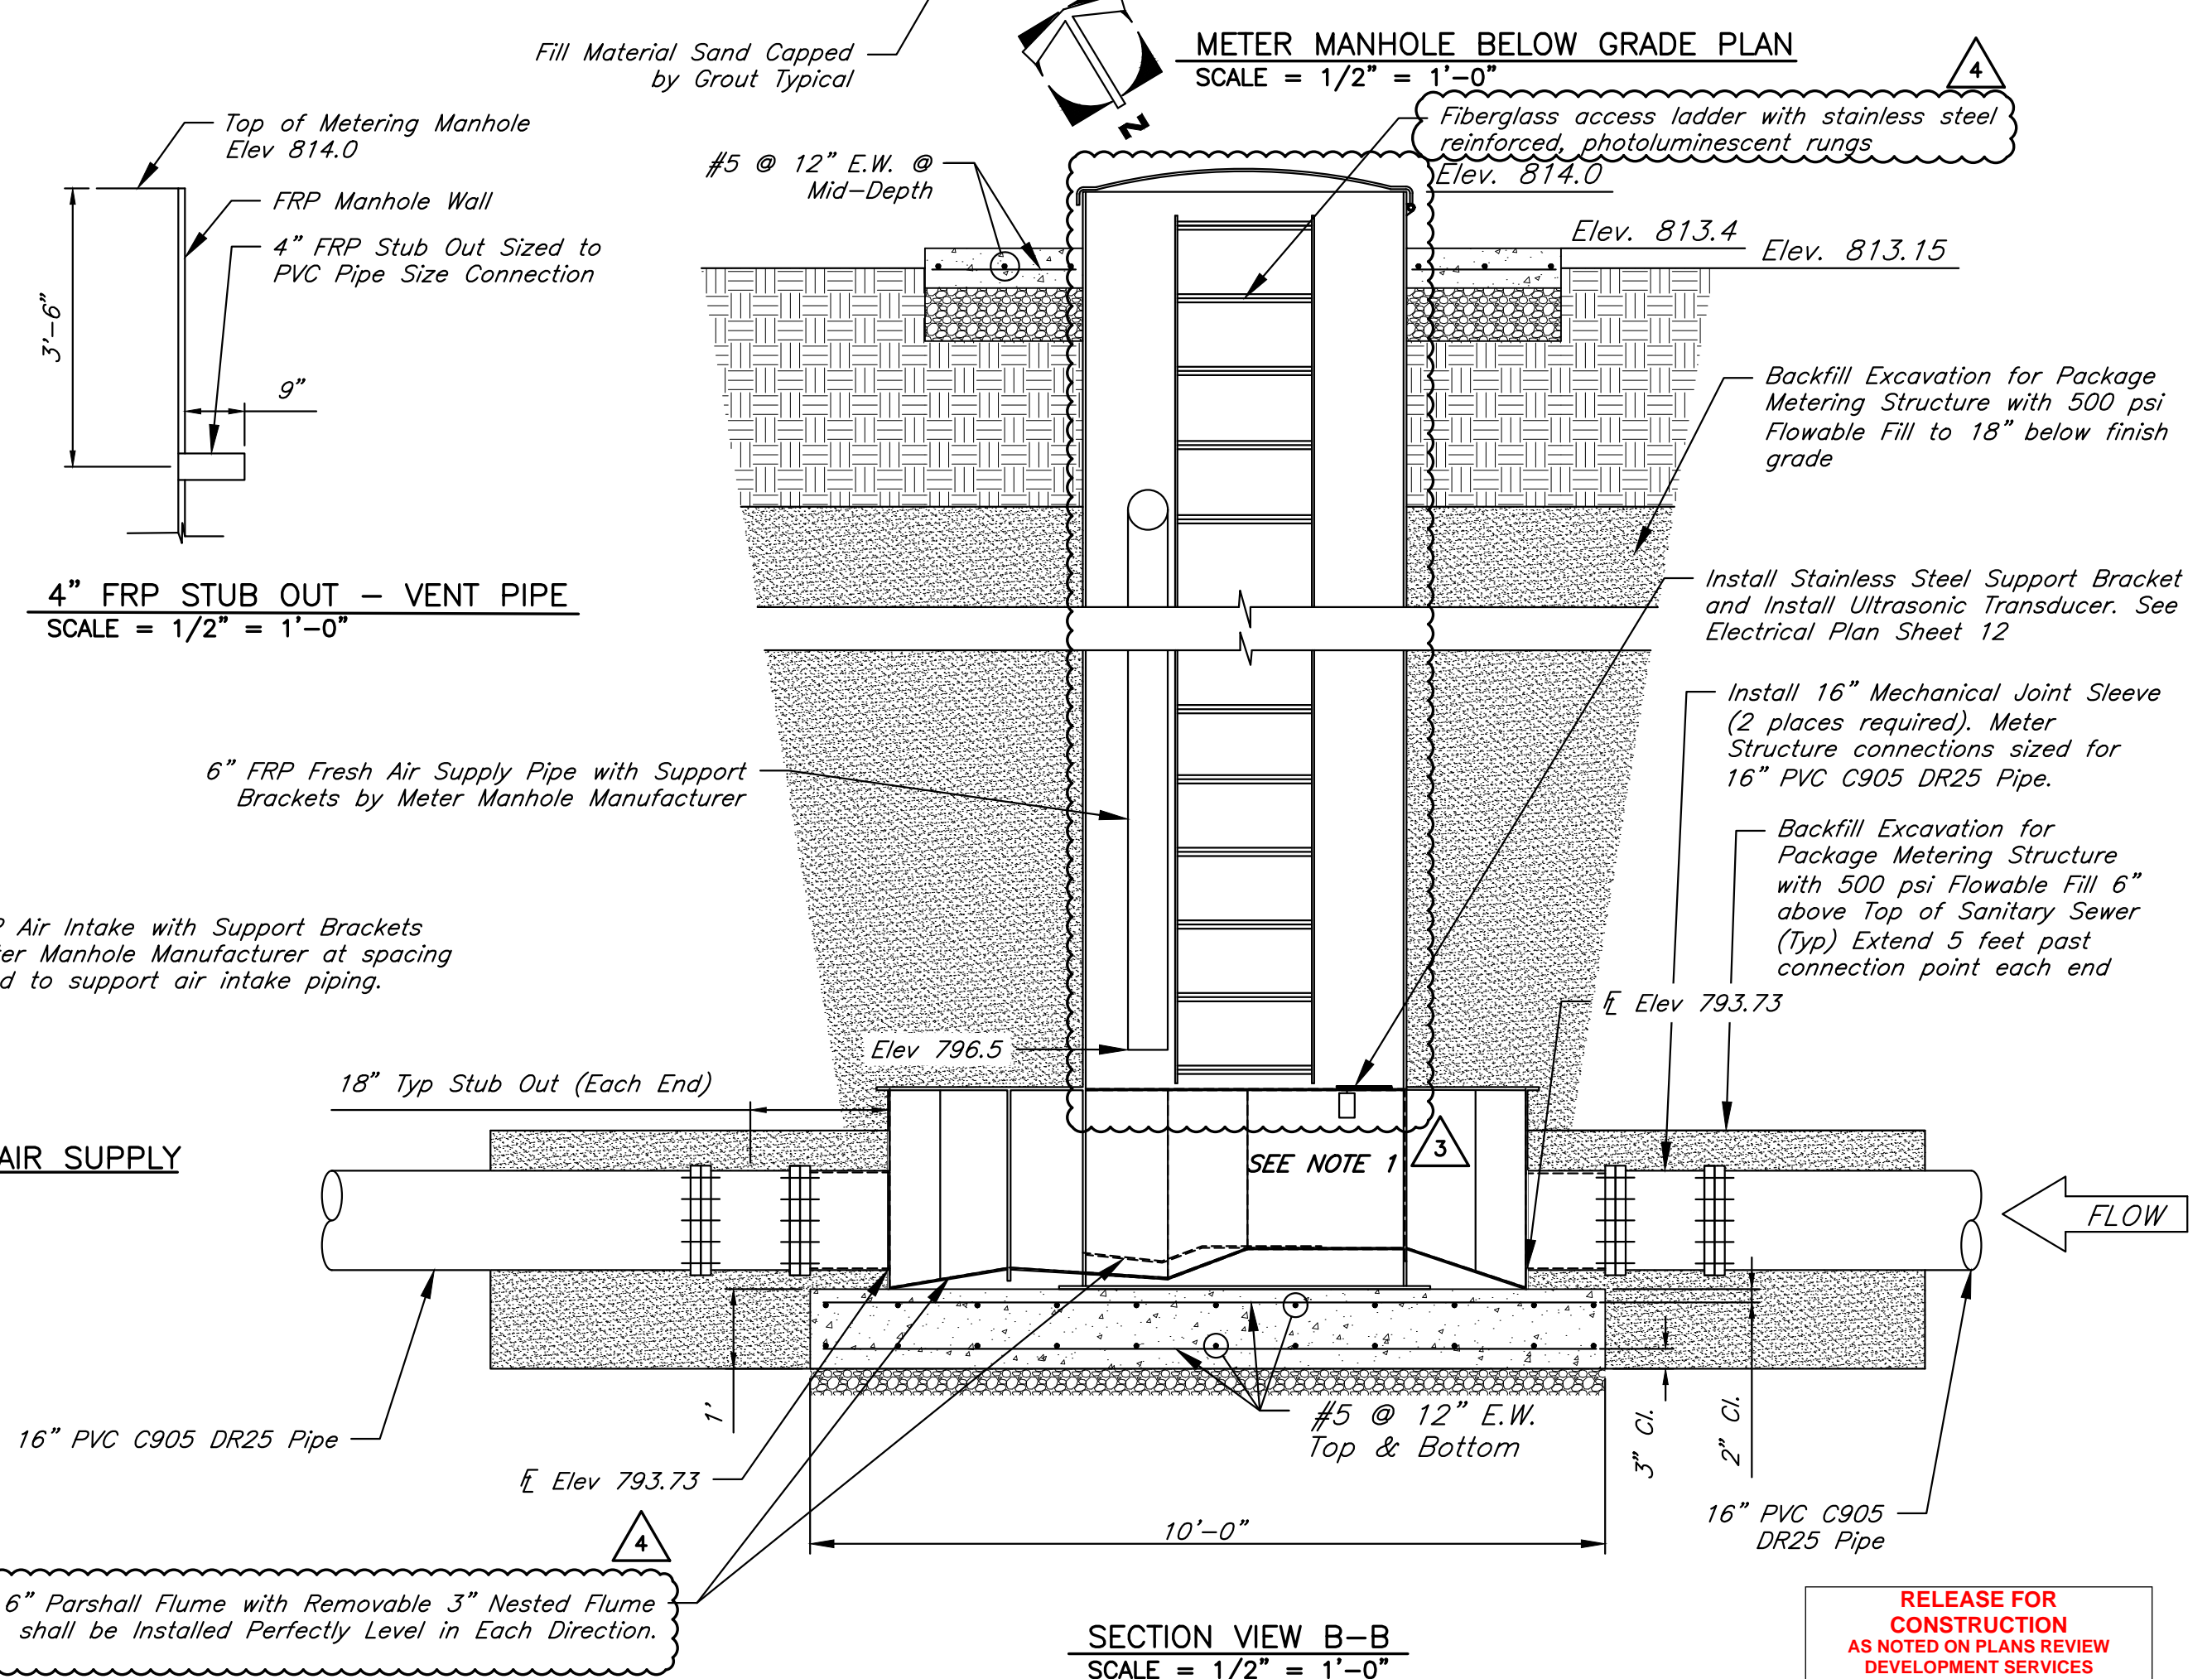 METER MANHOLE BELOW GRADE PLAN
SCALE = 1/2" = 1'-0"
N
Fill Material Sand Capped
by Grout Typical
4
Fiberglass access ladder with stainless steel
reinforced, photoluminescent rungs
Top of Metering Manhole
Elev 814.0
FRP Manhole Wall
4" FRP Stub Out Sized to
PVC Pipe Size Connection
3'-6"
9"
4" FRP STUB OUT - VENT PIPE
SCALE = 1/2" = 1'-0"
#5 @ 12" E.W. @
Mid-Depth
Elev. 814.0
Elev. 813.4
Elev. 813.15
Backfill Excavation for Package
Metering Structure with 500 psi
Flowable Fill to 18" below finish
grade
Install Stainless Steel Support Bracket
and Install Ultrasonic Transducer. See
Electrical Plan Sheet 12
Install 16" Mechanical Joint Sleeve
(2 places required). Meter
Structure connections sized for
16" PVC C905 DR25 Pipe.
6" FRP Fresh Air Supply Pipe with Support
Brackets by Meter Manhole Manufacturer
Backfill Excavation for
Package Metering Structure
with 500 psi Flowable Fill 6"
above Top of Sanitary Sewer
(Typ) Extend 5 feet past
connection point each end
Air Intake with Support Brackets
Manhole Manufacturer at spacing
to support air intake piping.
FL Elev 793.73
Elev 796.5
18" Typ Stub Out (Each End)
AIR SUPPLY
SEE NOTE 1
3
FLOW
1'
#5 @ 12" E.W.
Top & Bottom
3" Cl.
2" Cl.
16" PVC C905 DR25 Pipe
FL Elev 793.73
16" PVC C905
DR25 Pipe
10'-0"
4
6" Parshall Flume with Removable 3" Nested Flume
shall be Installed Perfectly Level in Each Direction.
SECTION VIEW B-B
SCALE = 1/2" = 1'-0"
RELEASE FOR
CONSTRUCTION
AS NOTED ON PLANS REVIEW
DEVELOPMENT SERVICES